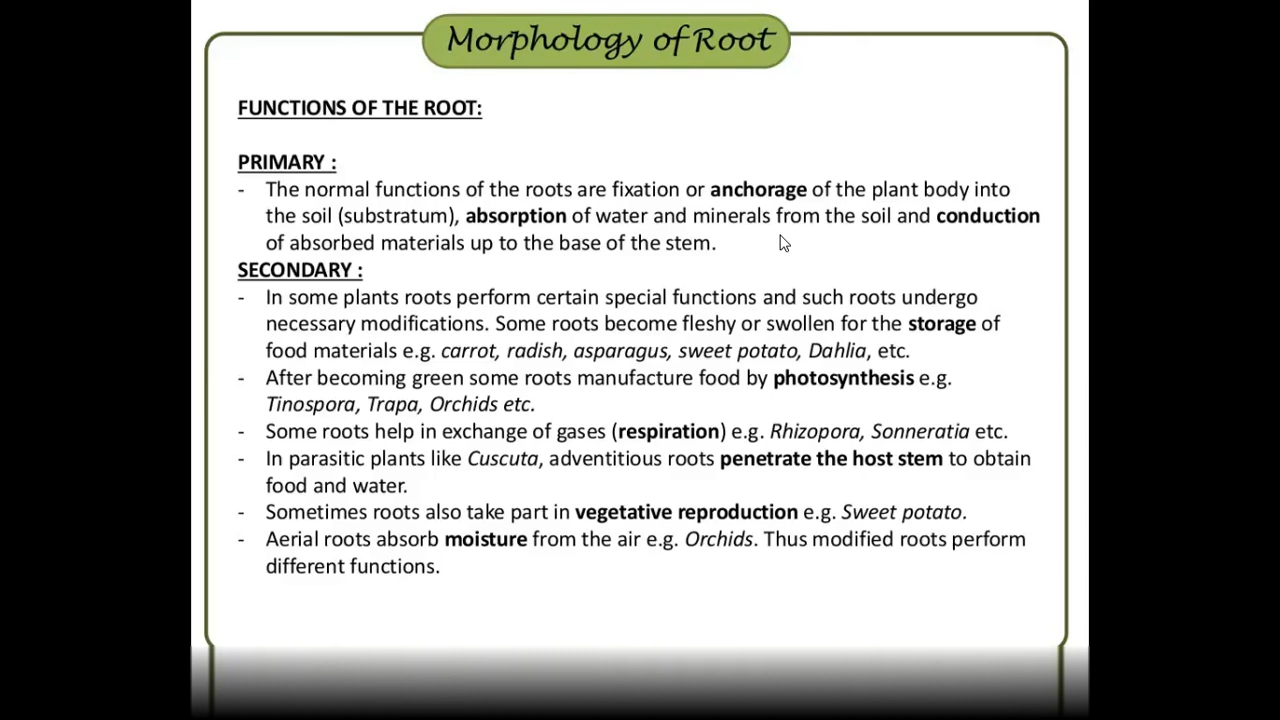 Morphology of Root
FUNCTIONS OF THE ROOT:
PRIMARY :
- The normal functions of the roots are fixation or anchorage of the plant body into
the soil (substratum), absorption of water and minerals from the soil and conduction
of absorbed materials up to the base of the stem.
SECONDARY :
- In some plants roots perform certain special functions and such roots undergo
necessary modifications. Some roots become fleshy or swollen for the storage of
food materials e.g. carrot, radish, asparagus, sweet potato, Dahlia, etc.
- After becoming green some roots manufacture food by photosynthesis e.g.
Tinospora, Trapa, Orchids etc.
- Some roots help in exchange of gases (respiration) e.g. Rhizopora, Sonneratia etc.
- In parasitic plants like Cuscuta, adventitious roots penetrate the host stem to obtain
food and water.
- Sometimes roots also take part in vegetative reproduction e.g. Sweet potato.
- Aerial roots absorb moisture from the air e.g. Orchids. Thus modified roots perform
different functions.